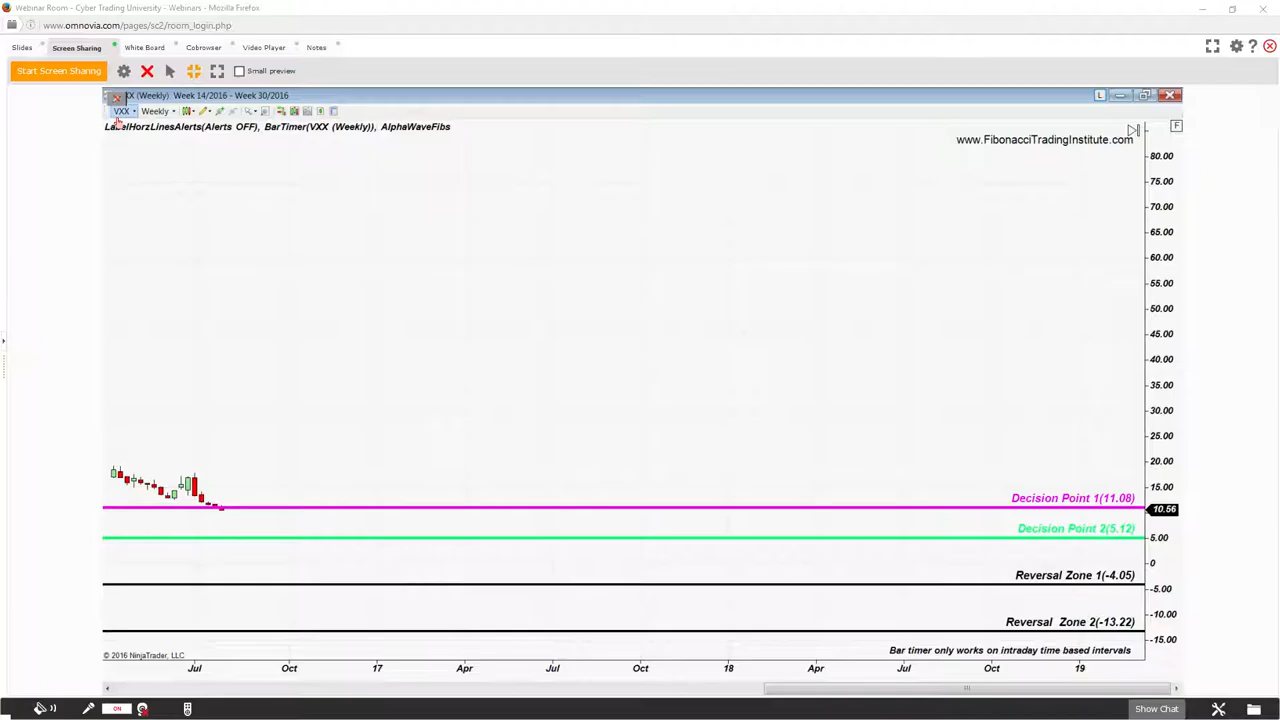 Webinar Room - Cyber Trading University - Webinars - Mozilla Firefox
www.omnovia.com/pages/sc2/room_login.php
Slides Screen Sharing White Board Cobrowser Video Player Notes
Start Screen Sharing Small preview
(Weekly) Week 14/2016 - Week 30/2016 L
VXX Weekly
LabelHorzLinesAlerts(Alerts OFF), BarTimer(VXX (Weekly)), AlphaWaveFibs
F
www.FibonacciTradingInstitute.com
80.00
75.00
70.00
65.00
60.00
55.00
50.00
45.00
40.00
35.00
30.00
25.00
20.00
15.00
Decision Point 1(11.08)
10.56
Decision Point 2(5.12)
5.00
0
Reversal Zone 1(-4.05)
-5.00
-10.00
Reversal Zone 2(-13.22)
-15.00
© 2016 NinjaTrader, LLC
Bar timer only works on intraday time based intervals
Jul Oct 17 Apr Jul Oct 18 Apr Jul Oct 19
ON
Show Chat